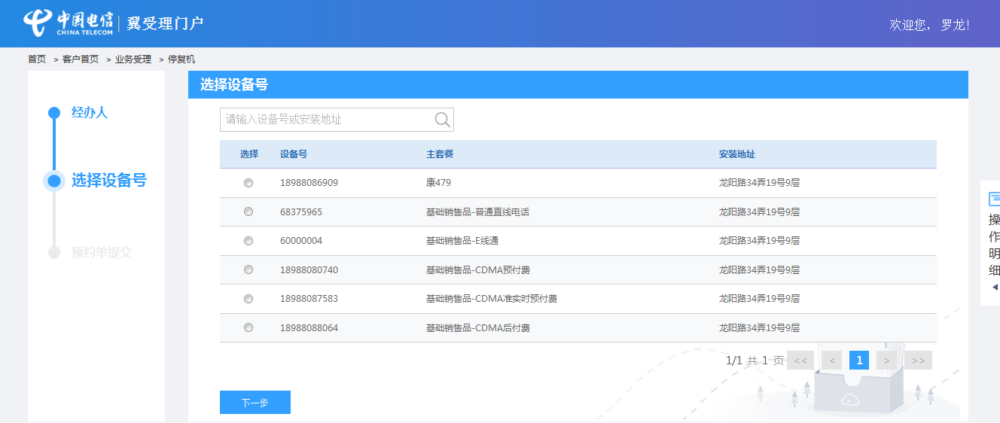 中国电信 翼受理门户
CHINA TELECOM
欢迎您， 罗龙!
首页 > 客户首页 > 业务受理 > 停复机
经办人
选择设备号
预约单提交
选择设备号
请输入设备号或安装地址
选择 设备号 主套餐 安装地址
18988086909 康479 龙阳路34弄19号9层
68375965 基础销售品-普通直线电话 龙阳路34弄19号9层
60000004 基础销售品-E线通 龙阳路34弄19号9层
18988080740 基础销售品-CDMA预付费 龙阳路34弄19号9层
18988087583 基础销售品-CDMA准实时预付费 龙阳路34弄19号9层
18988088064 基础销售品-CDMA后付费 龙阳路34弄19号9层
1/1 共 1 页 << < 1 > >>
下一步
操
作
明
细